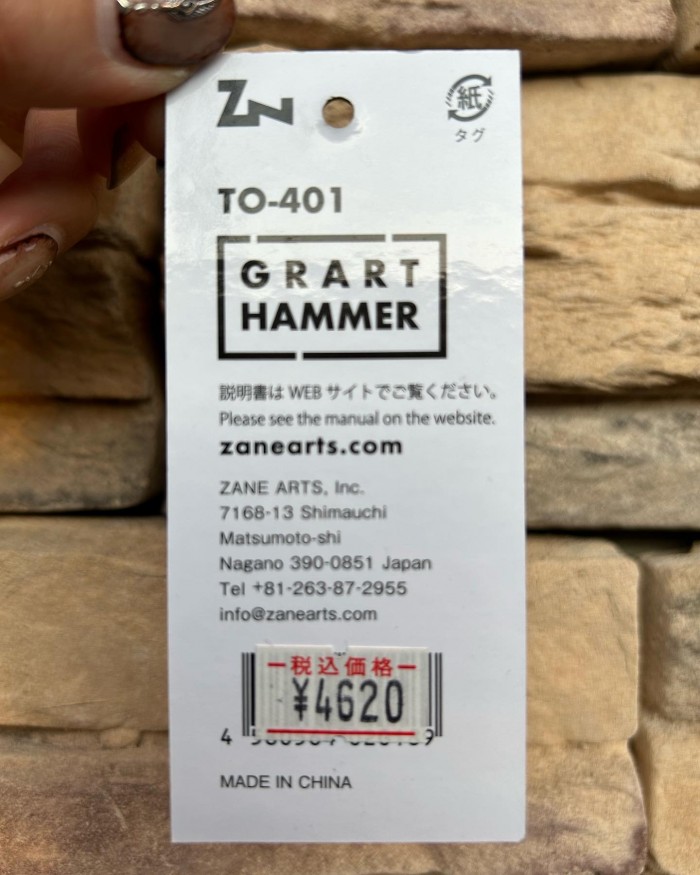 ZN
紙
タグ
TO-401
GRART
HAMMER
説明書は WEB サイトでご覧ください。
Please see the manual on the website.
zanearts.com
ZANE ARTS, Inc.
7168-13 Shimauchi
Matsumoto-shi
Nagano 390-0851 Japan
Tel +81-263-87-2955
info@zanearts.com
税込価格
¥4620
4
MADE IN CHINA